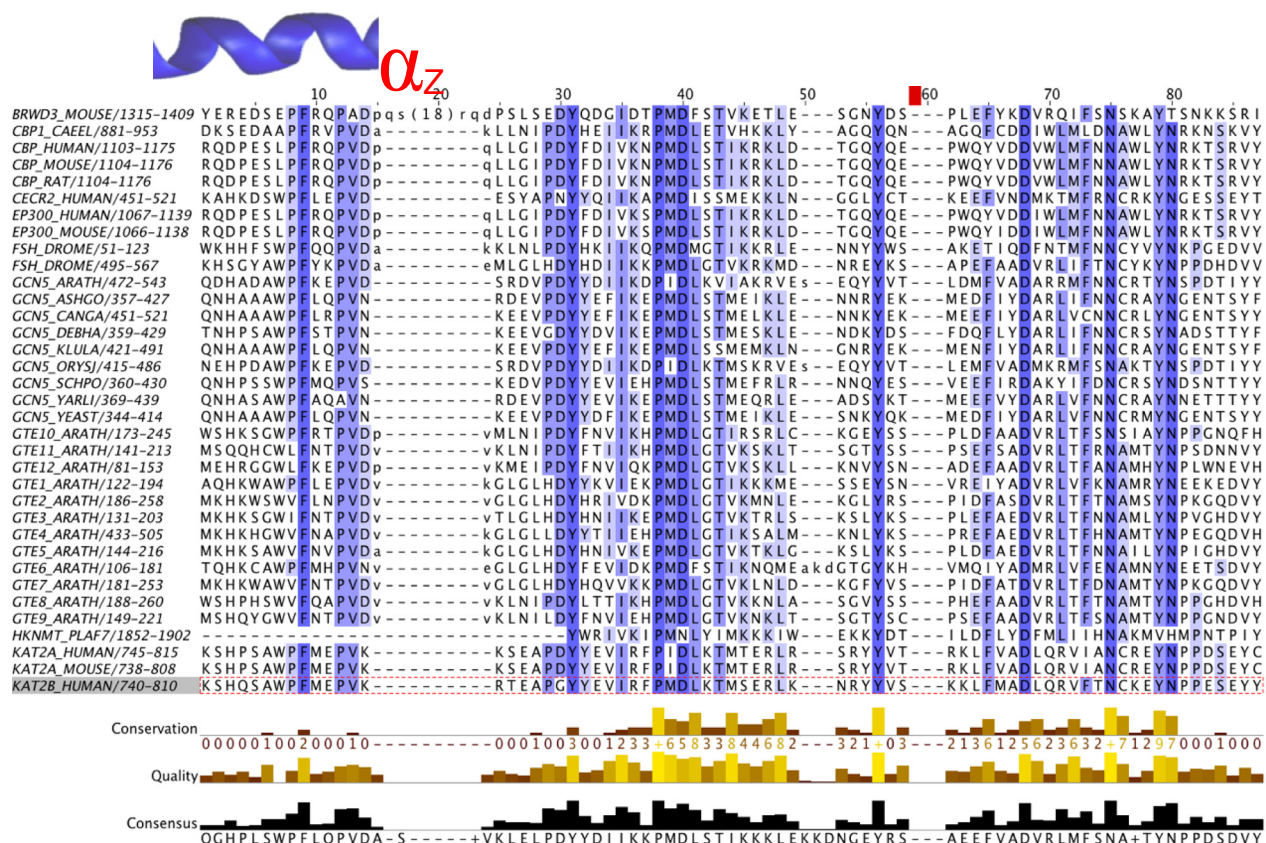 αz
10 20 30 40 50 60 70 80
BRWD3_MOUSE/1315-1409 YEREDSEPFRQPADpqs(18)rqdPSLSEDYQDGIDTPMDFSTVKETLE---SGNYDS---PLEFYKDVRQIFSNSKAYTSNKKSRI
CBP1_CAEEL/881-953 DKSEDAAPFRVPVDa--------kLLNIPDYHEIIKRPMDLETVHKKLY---AGQYQN---AGQFCDDIWLMLDNAWLYNRKNSKVY
CBP_HUMAN/1103-1175 RQDPESLPFRQPVDp--------qLLGIPDYFDIVKNPMDLSTIKRKLD---TGQYQE---PWQYVDDVWLMFNNAWLYNRKTSRVY
CBP_MOUSE/1104-1176 RQDPESLPFRQPVDp--------qLLGIPDYFDIVKNPMDLSTIKRKLD---TGQYQE---PWQYVDDVWLMFNNAWLYNRKTSRVY
CBP_RAT/1104-1176 RQDPESLPFRQPVDp--------qLLGIPDYFDIVKNPMDLSTIKRKLD---TGQYQE---PWQYVDDVWLMFNNAWLYNRKTSRVY
CECR2_HUMAN/451-521 KAHKDSWPFLEPVD----------ESYAPNYYQIIKAPMDISSMEKKLN---GGLYCT---KEEFVNDMKTMFRNCRKYNGESSEYT
EP300_HUMAN/1067-1139 RQDPESLPFRQPVDp--------qLLGIPDYFDIVKSPMDLSTIKRKLD---TGQYQE---PWQYVDDIWLMFNNAWLYNRKTSRVY
EP300_MOUSE/1066-1138 RQDPESLPFRQPVDp--------qLLGIPDYFDIVKSPMDLSTIKRKLD---TGQYQE---PWQYVDDIWLMFNNAWLYNRKTSRVY
FSH_DROME/51-123 WKHHFSWPFQQPVDa--------kKLNLPDYHKIIKQPMDMGTIKKRLE---NNYYWS---AKETIQDFNTMFNNCYVYNKPGEDVV
FSH_DROME/495-567 KHSGYAWPFYKPVDa--------eMLGLHDYHDIIKKPMDLGTVKRKMD---NREYKS---APEFAADVRLIFTNCYKYNPPDHDVV
GCN5_ARATH/472-543 QDHADAWPFKEPVD----------SRDVPDYYDIIKDPIDLKVIAKRVEs--EQYYVT---LDMFVADARRMFNNCRTYNSPDTIYY
GCN5_ASHGO/357-427 QNHAAAWPFLQPVN----------RDEVPDYYEFIKEPMDLSTMEIKLE---NNRYEK---MEDFIYDARLIFNNCRAYNGENTSYF
GCN5_CANGA/451-521 QNHAAAWPFLRPVN----------KEEVPDYYEFIKEPMDLSTMELKLE---NNRYEK---MEEFIYDARLVCNNCRLYNGENTSYY
GCN5_DEBHA/359-429 TNHPSAWPFSTPVN----------KEEVGDYYDVIKEPMDLSTMESKLE---NDKYDS---FDQFLYDARLIFNNCRSYNADSTTYF
GCN5_KLULA/421-491 QNHAAAWPFLQPVN----------KEEVPDYYEFIKEPMDLSSMEMKLN---GNRYEK---MENFIYDARLIFNNCRAYNGENTSYY
GCN5_ORYSJ/415-486 NEHPDAWPFKEPVD----------SRDVPDYYDIIKDPIDLKTMSKRVEs--EQYYVT---LEMFVADMKRMFSNAKTYNSPDTIYY
GCN5_SCHPO/360-430 QNHPSSWPFMQPVS----------KEDVPDYYEVIEHPMDLSTMEFRLR---NNQYES---VEEFIRDAKYIFDNCRSYNDSNTTYY
GCN5_YARLI/369-439 RNHASAWPFAQAVN----------RDEVPDYYEVIKEPMDLSTMEQRLE---ADSYKT---MEEFVYDARLVFNNCRAYNNETTTYY
GCN5_YEAST/344-414 QNHAAAWPFLQPVN----------KEEVPDYYDFIKEPMDLSTMEIKLE---SNKYQK---MEDFIYDARLVFNNCRMYNGENTSYY
GTE10_ARATH/173-245 WSHKSGWPFRTPVDp--------vMLNIPDYFNVIKHPMDLGTIRSRLC---KGEYSS---PLDFAADVRLTFSNSIAYNPPGNQFH
GTE11_ARATH/141-213 MSQQHCWLFNTPVDv--------vKLNIPDYFTIIKHPMDLGTVKSKLT---SGTYSS---PSEFSADVRLTFRNAMTYNPSDNNVY
GTE12_ARATH/81-153 MEHRGGWLFKEPVDp--------vKMEIPDYFNVIQKPMDLGTVKSKLL---KNVYSN---ADEFAADVRLTFANAMHYNPLWNEVH
GTE1_ARATH/122-194 AQHKWAWPFLEPVDv--------kGLGLHDYYKVIEKPMDLGTIKKKME---SSEYSN---VREIYADVRLVFKNAMRYNEEKEDVY
GTE2_ARATH/186-258 MKHKWSWVFLNPVDv--------vGLGLHDYHRIVDKPMDLGTVKMNLE---KGLYRS---PIDFASDVRLTFTNAMSYNPKGQDVY
GTE3_ARATH/131-203 MKHKSGWIFNTPVDv--------vTLGLHDYHNIIKEPMDLGTVKTRLS---KSLYKS---PLEFAEDVRLTFNNAMLYNPVGHDVY
GTE4_ARATH/433-505 MKHKHGWVFNAPVDv--------kGLGLLDYYTIIEHPMDLGTIKSALM---KNLYKS---PREFAEDVRLTFHNAMTYNPEGQDVH
GTE5_ARATH/144-216 MKHKSAWVFNVPVDa--------kGLGLHDYHNIVKEPMDLGTVKTKLG---KSLYKS---PLDFAEDVRLTFNNAILYNPIGHDVY
GTE6_ARATH/106-181 TQHKCAWPFMHPVNv--------eGLGLHDYFEVIDKPMDFSTIKNQMEakdGTGYKH---VMQIYADMRLVFENAMNYNEETSDVY
GTE7_ARATH/181-253 MKHKWAWVFNTPVDv--------vGLGLHDYHQVVKKPMDLGTVKLNLD---KGFYVS---PIDFATDVRLTFDNAMTYNPKGQDVY
GTE8_ARATH/188-260 WSHPHSWVFQAPVDv--------vKLNIPDYLTTIKHPMDLGTVKKNLA---SGVYSS---PHEFAADVRLTFTNAMTYNPPGHDVH
GTE9_ARATH/149-221 MSHQYGWVFNTPVDv--------vKLNILDYFNVIEHPMDLGTVKNKLT---SGTYSC---PSEFAADVRLTFSNAMTYNPPGNDVY
HKNMT_PLAF7/1852-1902 ------------------------------YWRIVKIPMNLYIMKKKIW---EKKYDT---ILDFLYDFMLIIHNAKMVHMPNTPIY
KAT2A_HUMAN/745-815 KSHPSAWPFMEPVK----------KSEAPDYYEVIRFPIDLKTMTERLR---SRYYVT---RKLFVADLQRVIANCREYNPPDSEYC
KAT2A_MOUSE/738-808 KSHPSAWPFMEPVK----------KSEAPDYYEVIRFPIDLKTMTERLR---SRYYVT---RKLFVADLQRVIANCREYNPPDSEYC
KAT2B_HUMAN/740-810 KSHQSAWPFMEPVK----------RTEAPGYYEVIRFPMDLKTMSERLK---NRYYVS---KKLFMADLQRVFTNCKEYNPPESEYY
Conservation
00000100200010---------0001003001233+6583384 4682---321+03---21361256236 32+712970001000
Quality
Consensus
QGHPLSWPFLQPVDA-S------+VKLELPDYYDIIKKPMDLSTIKKKLEKKDNGEYRS---AEEFVADVRLMFSNA+TYNPPDSDVY